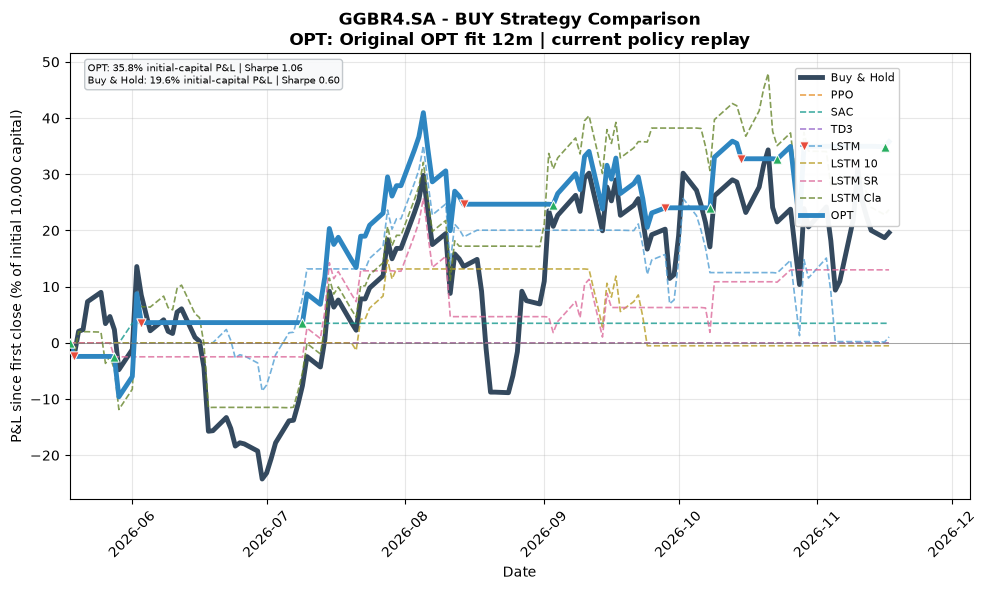 GGBR4.SA - BUY Strategy Comparison
OPT: Original OPT fit 12m | current policy replay
OPT: 35.8% initial-capital P&L | Sharpe 1.06
Buy & Hold: 19.6% initial-capital P&L | Sharpe 0.60
Buy & Hold
PPO
SAC
TD3
LSTM
LSTM 10
LSTM SR
LSTM Cla
OPT
P&L since first close (% of initial 10,000 capital)
50
40
30
20
10
0
−10
−20
2026-06
2026-07
2026-08
2026-09
2026-10
2026-11
2026-12
Date